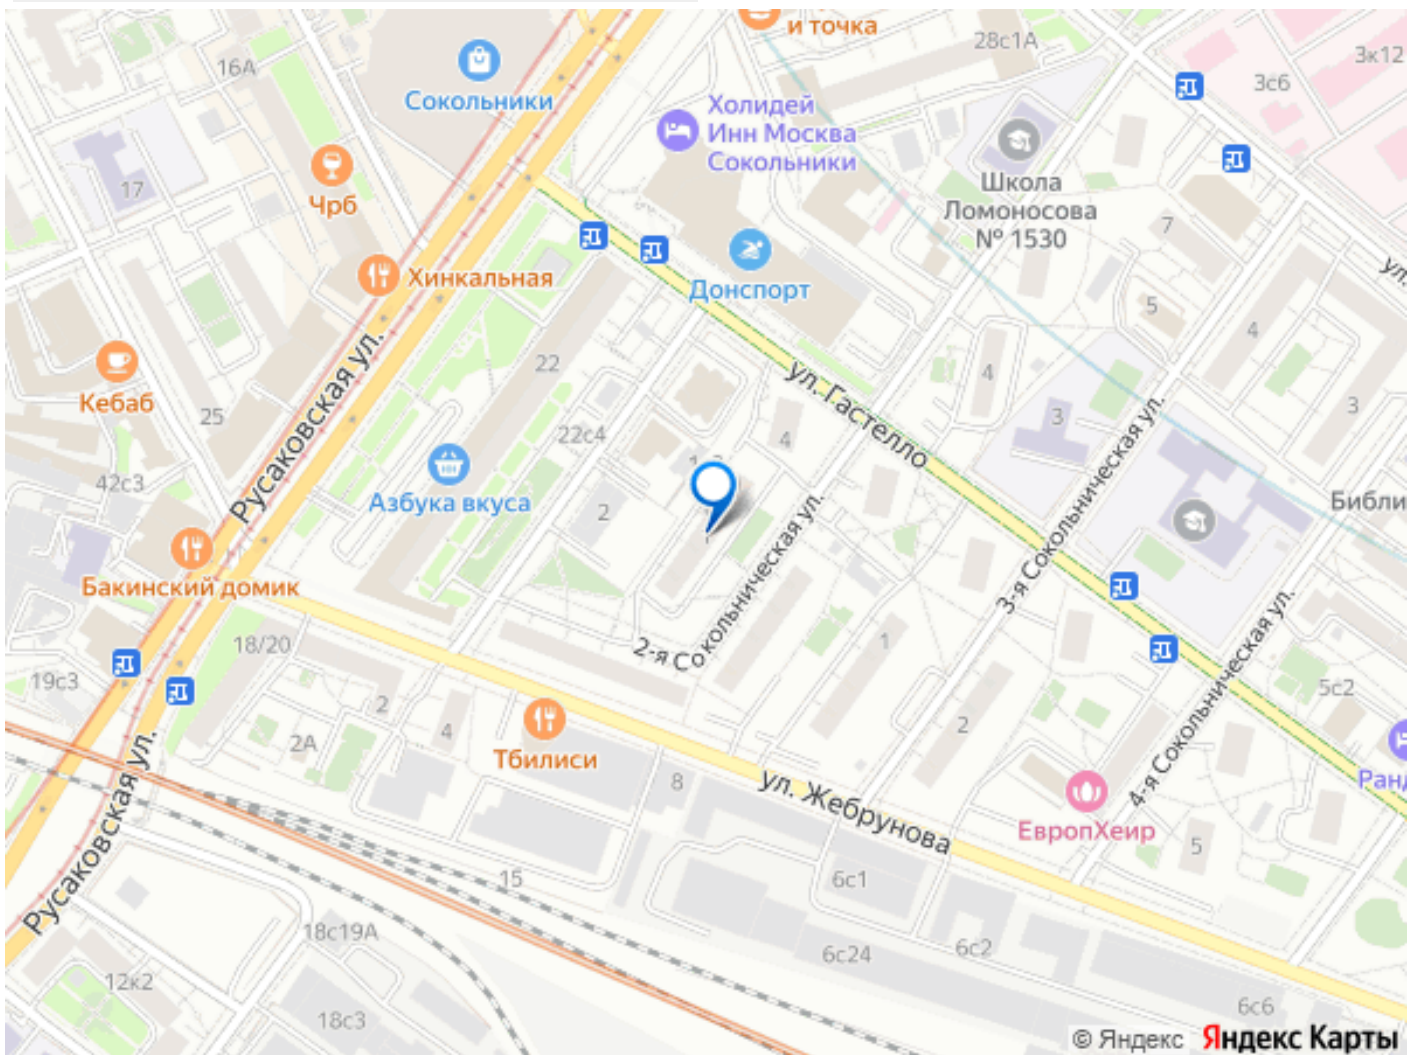 и точка
28с1А
3к12
3с6
16А
Сокольники
Холидей
Инн Москва
Сокольники
Школа
Ломоносова
№ 1530
17
Чрб
7
ул.
Хинкальная
Донспорт
5
4
Русаковская ул.
22
ул. Гастелло
4
3
Кебаб
25
3
22с4
4
42с3
Азбука вкуса
2
Библи
2-я Сокольническая ул.
3-я Сокольническая ул.
Бакинский домик
18/20
1
4-я Сокольническая ул.
19с3
5с2
2
4
2
2А
Тбилиси
Ранд
8
ул. Жебрунова
ЕвропХеир
5
Русаковская ул.
15
6с1
18с19А
6с2
6с24
12к2
18с3
6с6
© Яндекс Яндекс Карты